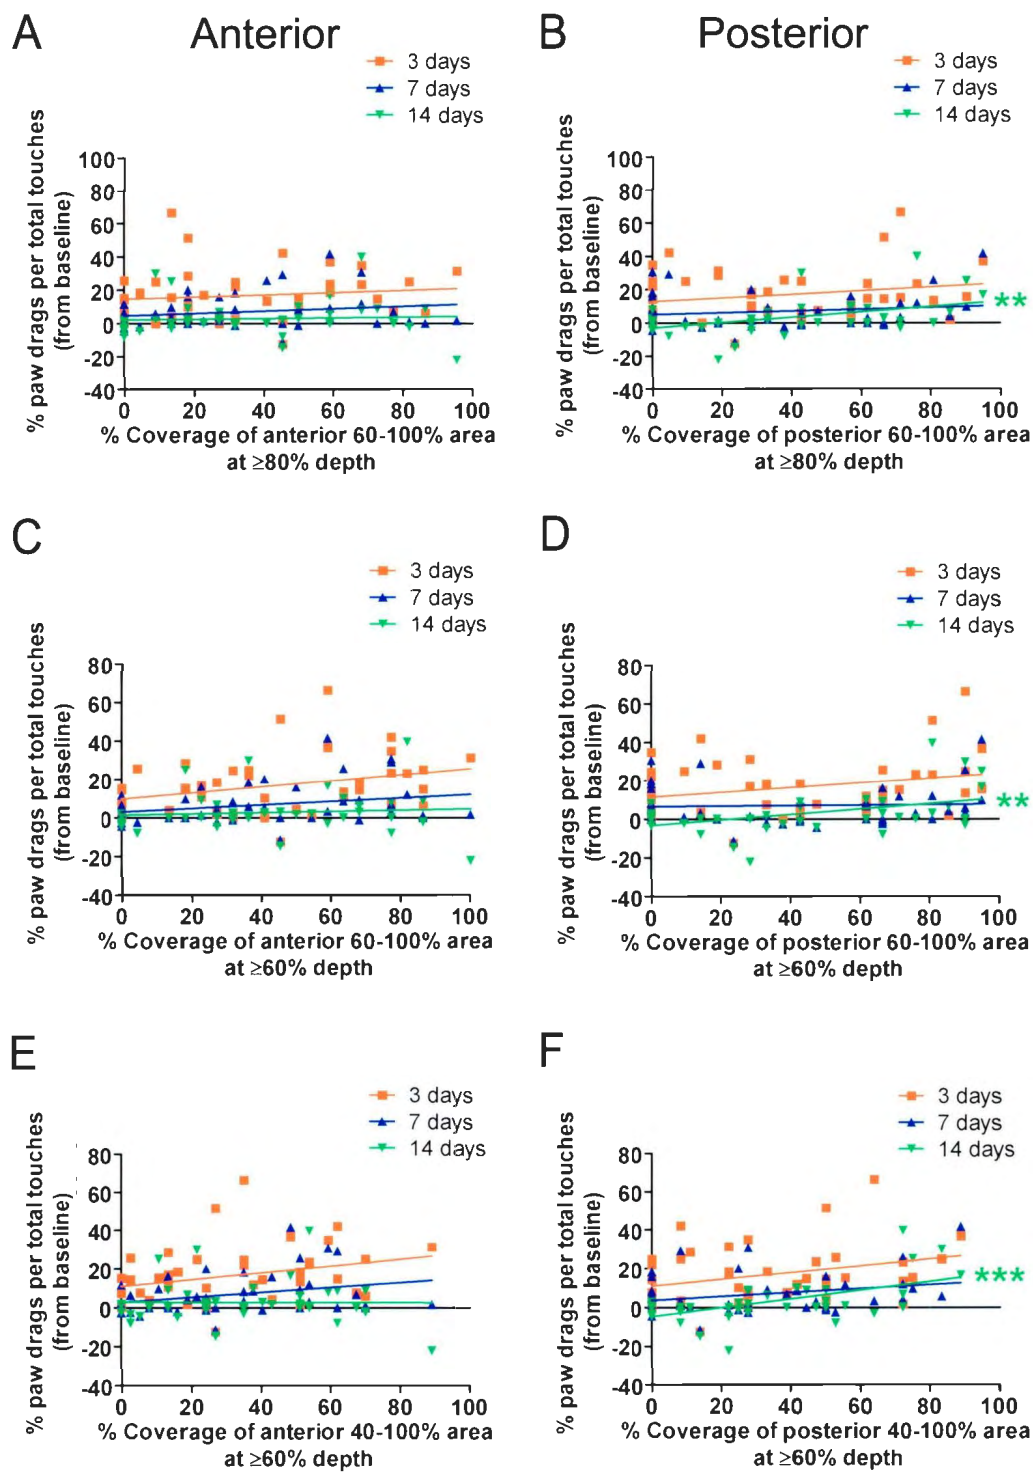 A Anterior
3 days
7 days
14 days
% paw drags per total touches
(from baseline)
100
80
60
40
20
0
-20
-40
0 20 40 60 80 100
% Coverage of anterior 60-100% area
at ≥80% depth
B Posterior
3 days
7 days
14 days
% paw drags per total touches
(from baseline)
100
80
60
40
20
0
-20
-40
**
0 20 40 60 80 100
% Coverage of posterior 60-100% area
at ≥80% depth
C
3 days
7 days
14 days
% paw drags per total touches
(from baseline)
80
60
40
20
0
-20
-40
0 20 40 60 80 100
% Coverage of anterior 60-100% area
at ≥60% depth
D
3 days
7 days
14 days
% paw drags per total touches
(from baseline)
80
60
40
20
0
-20
-40
**
0 20 40 60 80 100
% Coverage of posterior 60-100% area
at ≥60% depth
E
3 days
7 days
14 days
% paw drags per total touches
(from baseline)
80
60
40
20
0
-20
-40
0 20 40 60 80 100
% Coverage of anterior 40-100% area
at ≥60% depth
F
3 days
7 days
14 days
% paw drags per total touches
(from baseline)
80
60
40
20
0
-20
-40
***
0 20 40 60 80 100
% Coverage of posterior 40-100% area
at ≥60% depth